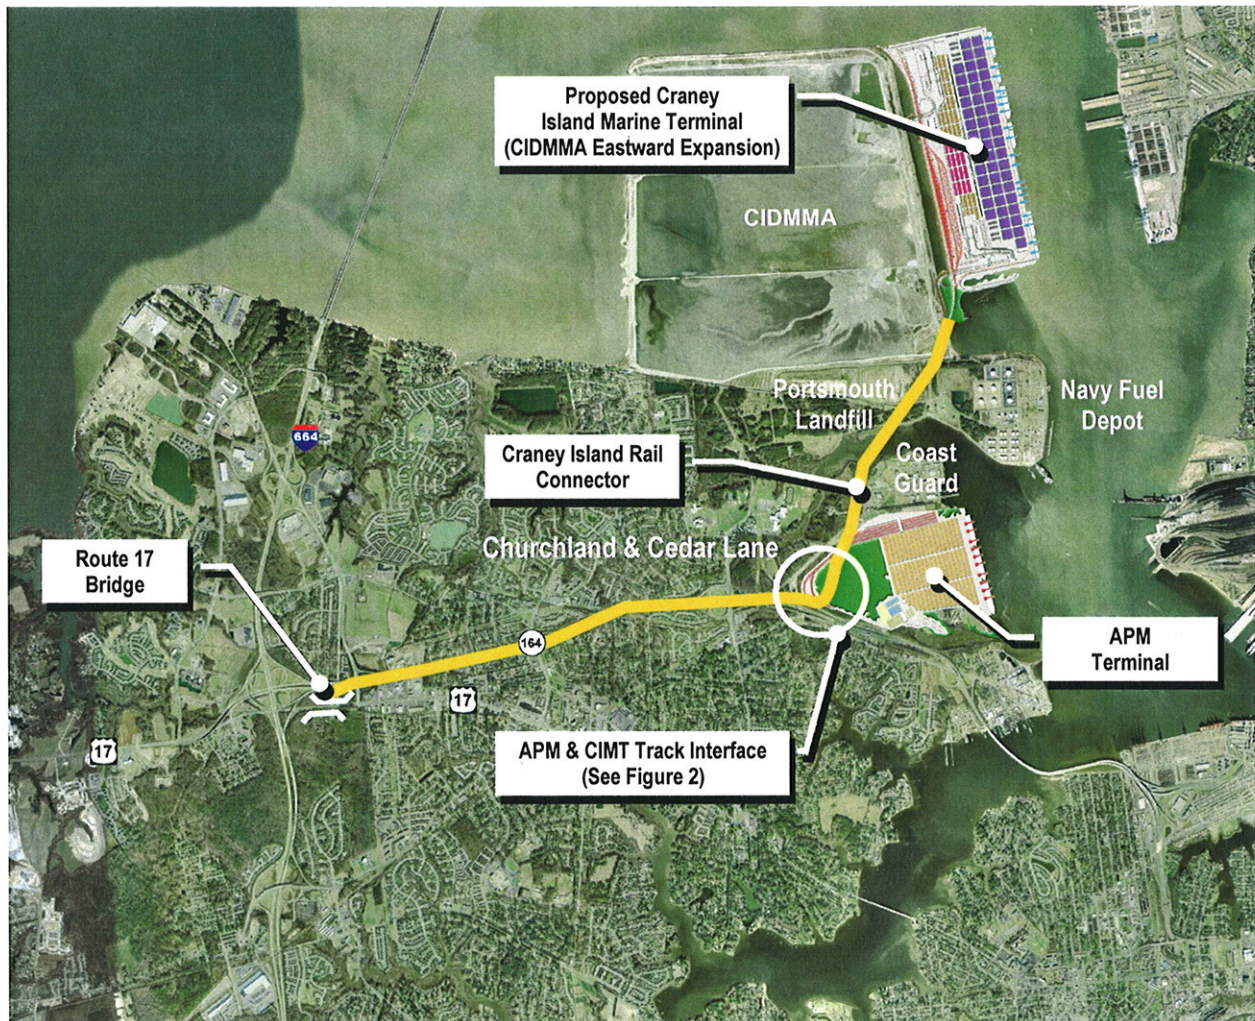 Proposed Craney
Island Marine Terminal
(CIDMMA Eastward Expansion)
CIDMMA
Portsmouth
Landfill
Navy Fuel
Depot
664
Craney Island Rail
Connector
Coast
Guard
Churchland & Cedar Lane
Route 17
Bridge
164
APM
Terminal
17
17
APM & CIMT Track Interface
(See Figure 2)